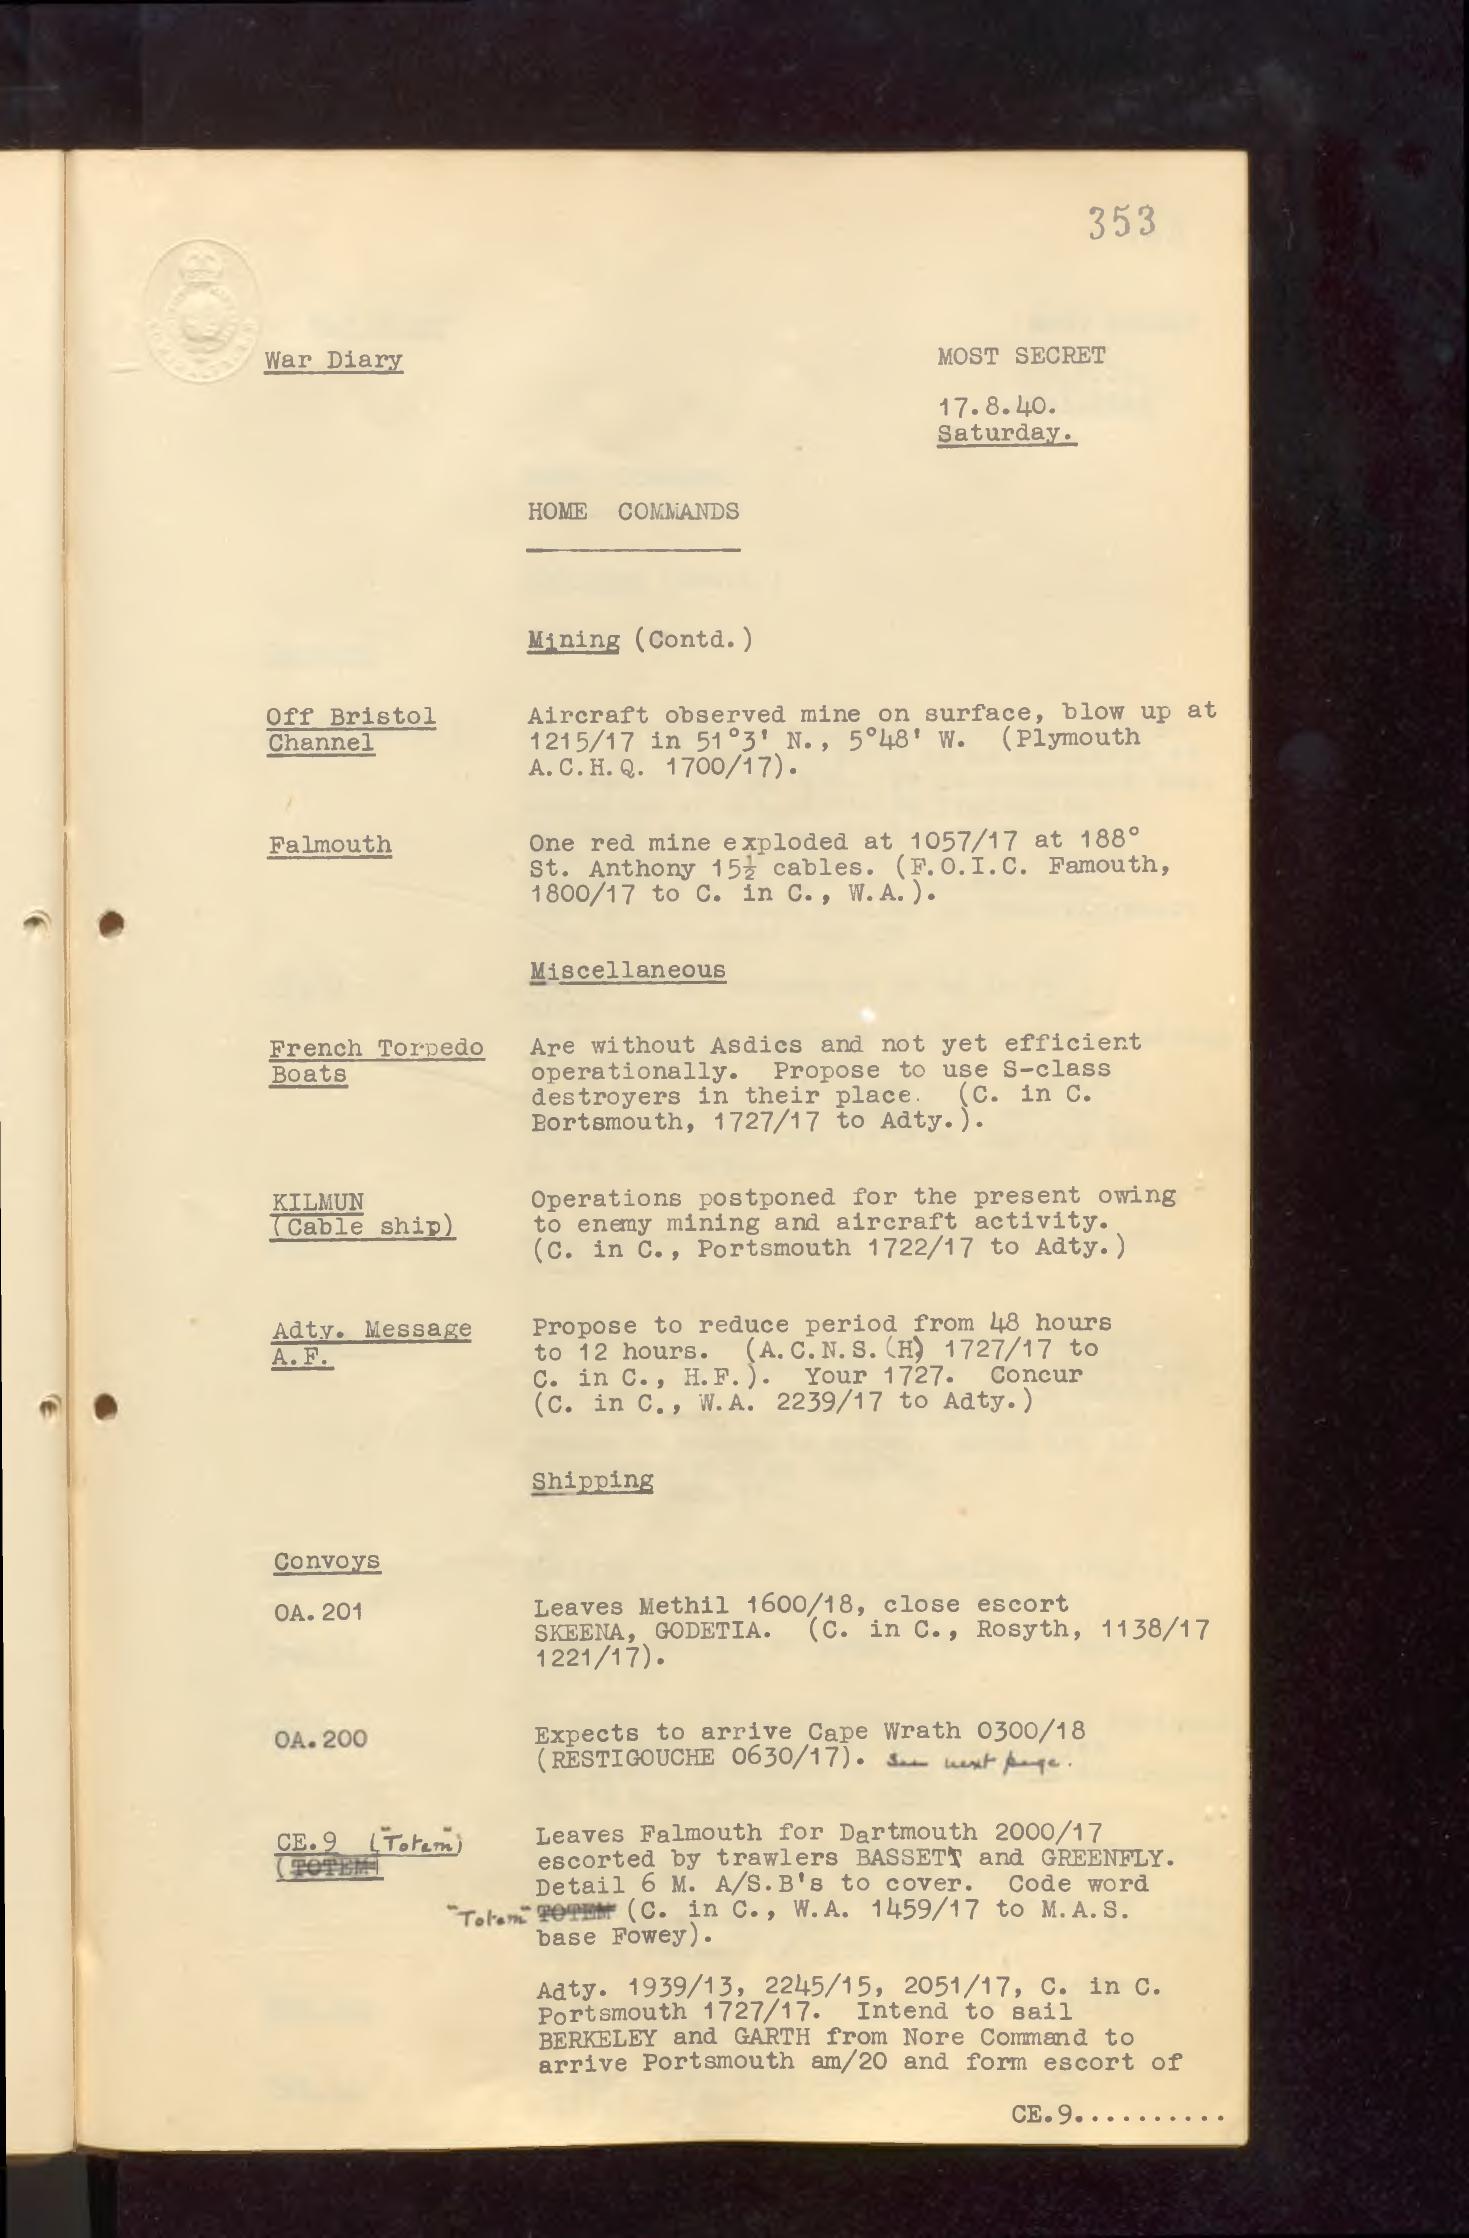 353
War Diary
MOST SECRET
17.8.40.
Saturday.
HOME COMMANDS
Mining (Contd.)
Off Bristol
Channel
Aircraft observed mine on surface, blow up at
1215/17 in 51°3' N., 5°48' W. (Plymouth
A.C.H.Q. 1700/17).
Falmouth
One red mine exploded at 1057/17 at 188°
St. Anthony 15½ cables. (F.O.I.C. Famouth,
1800/17 to C. in C., W.A.).
Miscellaneous
French Torpedo
Boats
Are without Asdics and not yet efficient
operationally. Propose to use S-class
destroyers in their place. (C. in C.
Bortsmouth, 1727/17 to Adty.).
KILMUN
(Cable ship)
Operations postponed for the present owing
to enemy mining and aircraft activity.
(C. in C., Portsmouth 1722/17 to Adty.)
Adty. Message
A.F.
Propose to reduce period from 48 hours
to 12 hours. (A.C.N.S.(H) 1727/17 to
C. in C., H.F.). Your 1727. Concur
(C. in C., W.A. 2239/17 to Adty.)
Shipping
Convoys
OA.201
Leaves Methil 1600/18, close escort
SKEENA, GODETIA. (C. in C., Rosyth, 1138/17
1221/17).
OA.200
Expects to arrive Cape Wrath 0300/18
(RESTIGOUCHE 0630/17). See next page.
CE.9 ("Totem")
(TOTEM)
Leaves Falmouth for Dartmouth 2000/17
escorted by trawlers BASSETT and GREENFLY.
Detail 6 M. A/S.B's to cover. Code word
"Totem" TOTEM (C. in C., W.A. 1459/17 to M.A.S.
base Fowey).
Adty. 1939/13, 2245/15, 2051/17, C. in C.
Portsmouth 1727/17. Intend to sail
BERKELEY and GARTH from Nore Command to
arrive Portsmouth am/20 and form escort of
CE.9..........